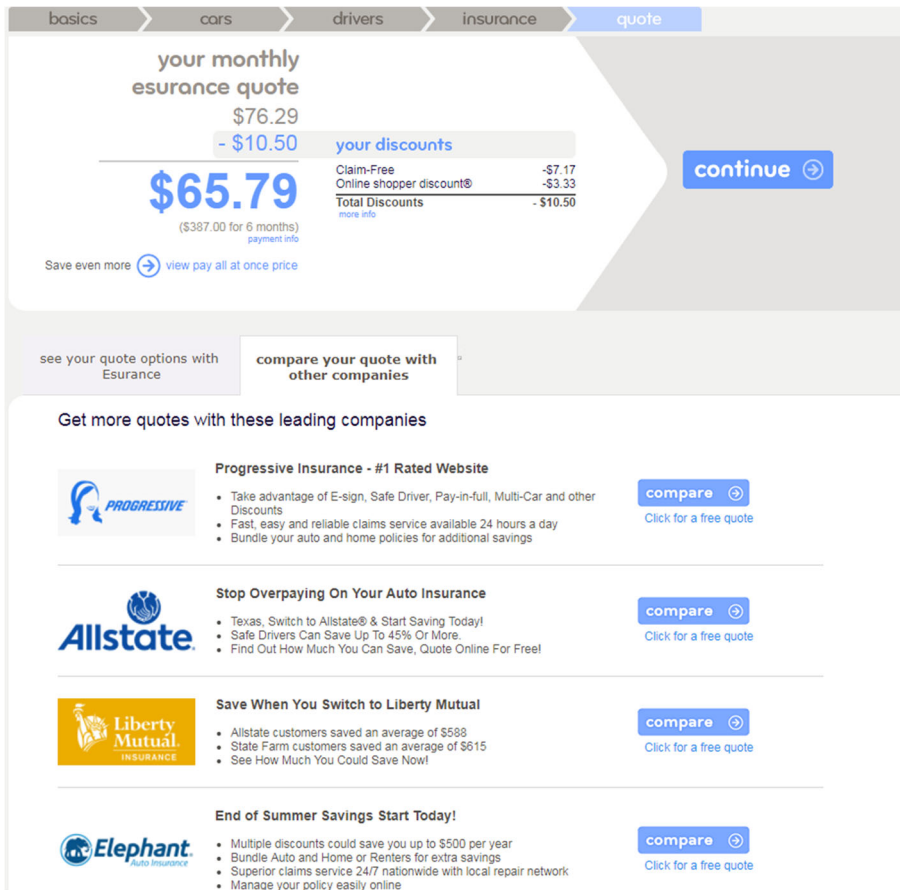 basics
cars
drivers
insurance
quote
your monthly
esurance quote
$76.29
- $10.50
your discounts
$65.79
Claim-Free -$7.17
Online shopper discount® -$3.33
Total Discounts - $10.50
more info
($387.00 for 6 months)
payment info
Save even more view pay all at once price
continue
see your quote options with
Esurance
compare your quote with
other companies
Get more quotes with these leading companies
PROGRESSIVE
Progressive Insurance - #1 Rated Website
• Take advantage of E-sign, Safe Driver, Pay-in-full, Multi-Car and other
Discounts
• Fast, easy and reliable claims service available 24 hours a day
• Bundle your auto and home policies for additional savings
compare
Click for a free quote
Allstate.
Stop Overpaying On Your Auto Insurance
• Texas, Switch to Allstate® & Start Saving Today!
• Safe Drivers Can Save Up To 45% Or More.
• Find Out How Much You Can Save, Quote Online For Free!
compare
Click for a free quote
Liberty
Mutual.
INSURANCE
Save When You Switch to Liberty Mutual
• Allstate customers saved an average of $588
• State Farm customers saved an average of $615
• See How Much You Could Save Now!
compare
Click for a free quote
Elephant.
Auto Insurance
End of Summer Savings Start Today!
• Multiple discounts could save you up to $500 per year
• Bundle Auto and Home or Renters for extra savings
• Superior claims service 24/7 nationwide with local repair network
• Manage your policy easily online
compare
Click for a free quote